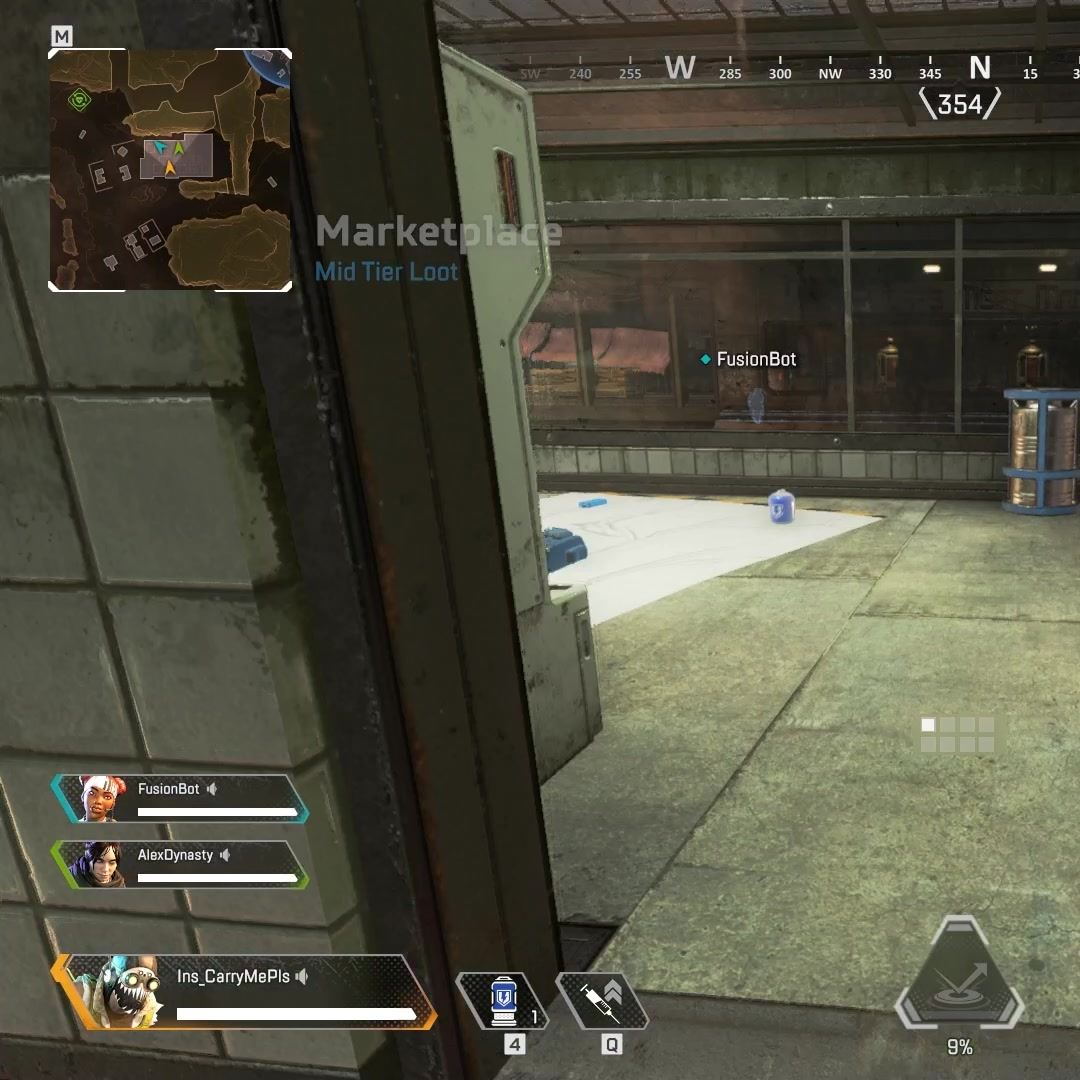 M
SW 240 255 W 285 300 NW 330 345 N 15
354
Marketplace
Mid Tier Loot
FusionBot
FusionBot
AlexDynasty
Ins_CarryMePls
1
4
Q
9%